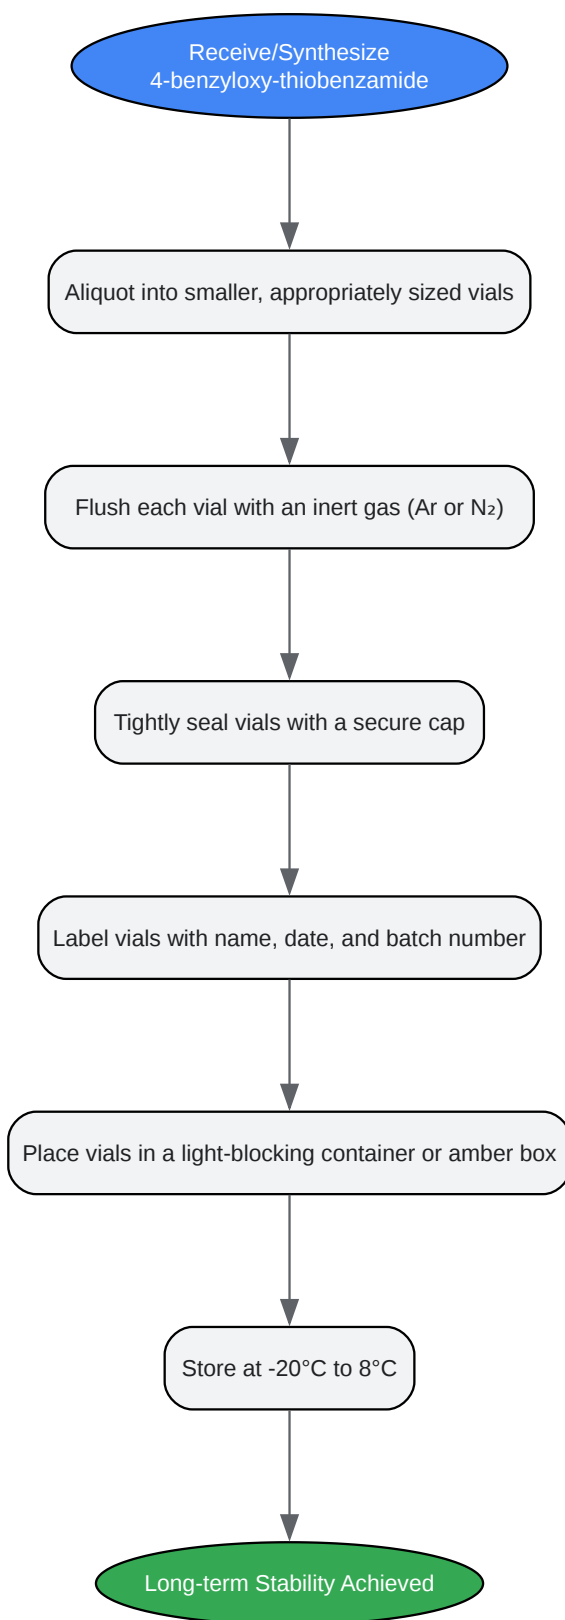 Receive/Synthesize
4-benzyloxy-thiobenzamide
Aliquot into smaller, appropriately sized vials
Flush each vial with an inert gas (Ar or N₂)
Tightly seal vials with a secure cap
Label vials with name, date, and batch number
Place vials in a light-blocking container or amber box
Store at -20°C to 8°C
Long-term Stability Achieved